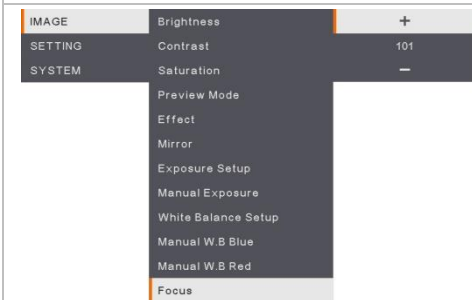 IMAGE
SETTING
SYSTEM
Brightness
Contrast
Saturation
Preview Mode
Effect
Mirror
Exposure Setup
Manual Exposure
White Balance Setup
Manual W.B Blue
Manual W.B Red
Focus
+
101
−